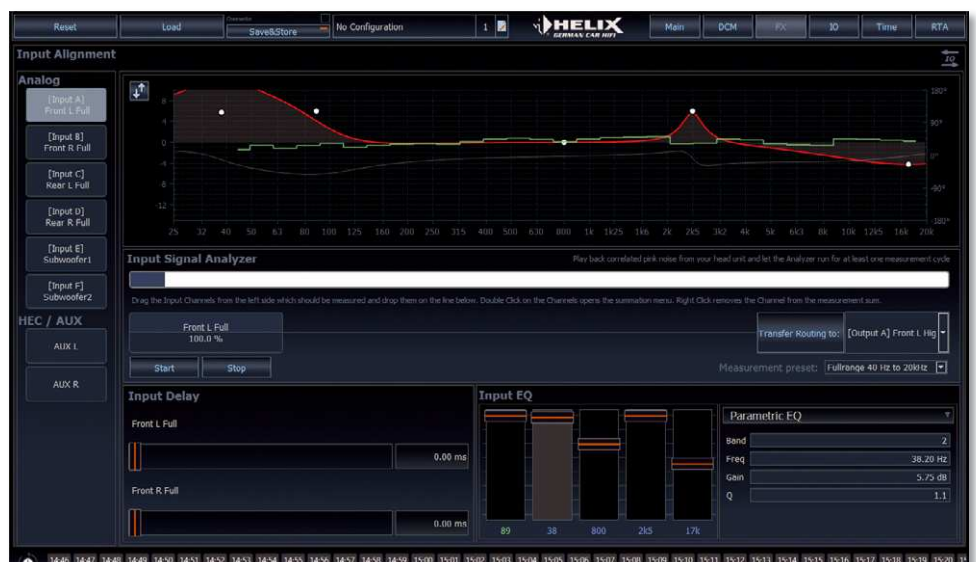 Reset
Load
Save&Store
No Configuration
1
HELIX
GERMAN CAR HIFI
Main
DCM
FX
IO
Time
RTA
Input Alignment
IO
Analog
[Input A]
Front L Full
[Input B]
Front R Full
[Input C]
Rear L Full
[Input D]
Rear R Full
[Input E]
Subwoofer1
[Input F]
Subwoofer2
HEC / AUX
AUX L
AUX R
8
4
0
-4
-8
-12
180°
90°
0°
-90°
-180°
25 32 40 50 63 80 100 125 160 200 250 315 400 500 630 800 1k 1k25 1k6 2k 2k5 3k2 4k 5k 6k3 8k 10k 12k5 16k 20k
Input Signal Analyzer
Play back correlated pink noise from your head unit and let the Analyzer run for at least one measurement cycle
Drag the Input Channels from the left side which should be measured and drop them on the line below. Double Click on the Channels opens the summation menu. Right Click removes the Channel from the measurement sum.
Front L Full
100.0 %
Transfer Routing to:
[Output A] Front L Hig
Start
Stop
Measurement preset:
Fullrange 40 Hz to 20kHz
Input Delay
Front L Full
0.00 ms
Front R Full
0.00 ms
Input EQ
89 38 800 2k5 17k
Parametric EQ
Band 2
Freq 38.20 Hz
Gain 5.75 dB
Q 1.1
14:46 14:47 14:48 14:49 14:50 14:51 14:52 14:53 14:54 14:55 14:56 14:57 14:58 14:59 15:00 15:01 15:02 15:03 15:04 15:05 15:06 15:07 15:08 15:09 15:10 15:11 15:12 15:13 15:14 15:15 15:16 15:17 15:18 15:19 15:20